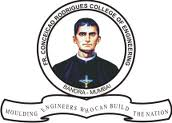 FR. CONCEICAO RODRIGUES COLLEGE OF ENGINEERING
BANDRA - MUMBAI
MOULDING ENGINEERS WHO CAN BUILD THE NATION